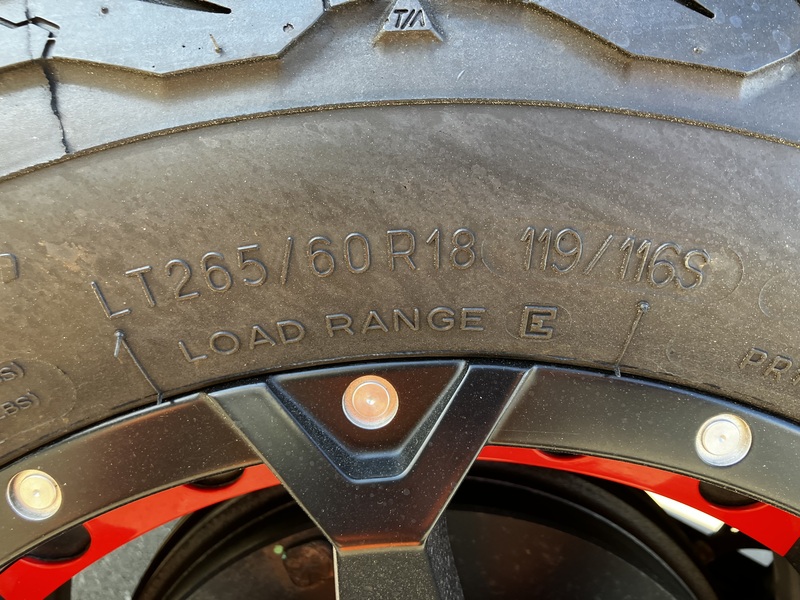 T/A
LT265/60R18 119/116S
LOAD RANGE E